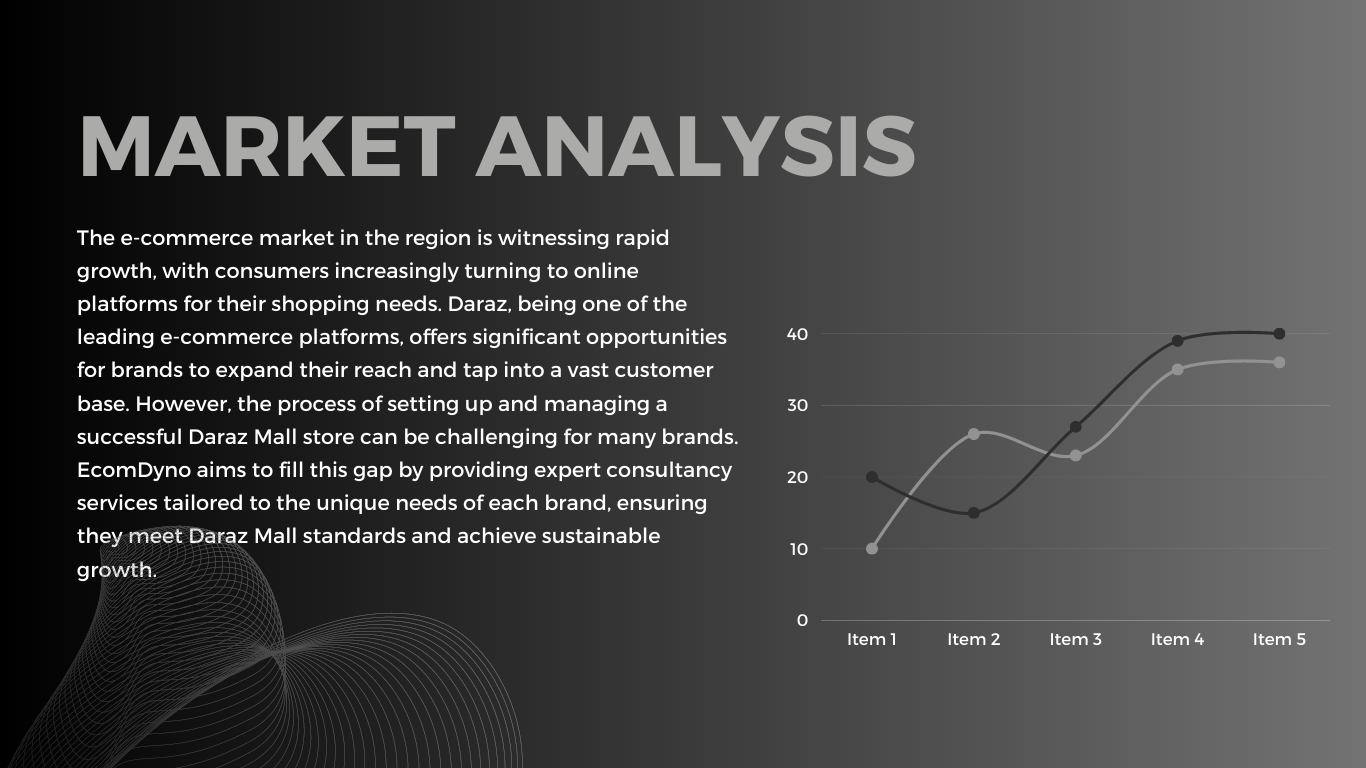 MARKET ANALYSIS
The e-commerce market in the region is witnessing rapid
growth, with consumers increasingly turning to online
platforms for their shopping needs. Daraz, being one of the
leading e-commerce platforms, offers significant opportunities
for brands to expand their reach and tap into a vast customer
base. However, the process of setting up and managing a
successful Daraz Mall store can be challenging for many brands.
EcomDyno aims to fill this gap by providing expert consultancy
services tailored to the unique needs of each brand, ensuring
they meet Daraz Mall standards and achieve sustainable
growth.
40
30
20
10
0
Item 1 Item 2 Item 3 Item 4 Item 5